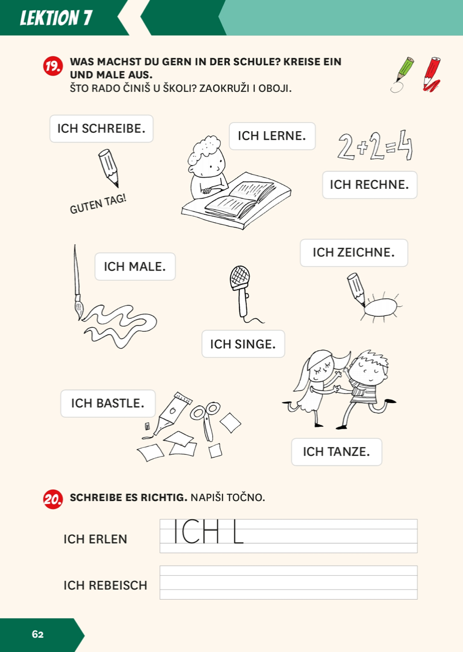 LEKTION 7
19. WAS MACHST DU GERN IN DER SCHULE? KREISE EIN
UND MALE AUS.
ŠTO RADO ČINIŠ U ŠKOLI? ZAOKRUŽI I OBOJI.
ICH SCHREIBE.
GUTEN TAG!
ICH LERNE.
2+2=4
ICH RECHNE.
ICH MALE.
ICH ZEICHNE.
ICH SINGE.
ICH BASTLE.
ICH TANZE.
20. SCHREIBE ES RICHTIG. NAPIŠI TOČNO.
ICH ERLEN
ICH L
ICH REBEISCH
62